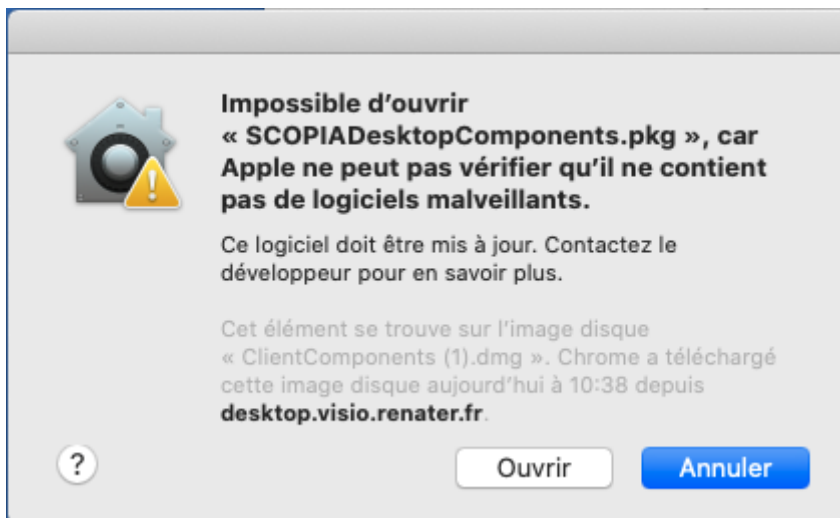 Impossible d’ouvrir
« SCOPIADesktopComponents.pkg », car
Apple ne peut pas vérifier qu’il ne contient
pas de logiciels malveillants.
Ce logiciel doit être mis à jour. Contactez le
développeur pour en savoir plus.
Cet élément se trouve sur l’image disque
« ClientComponents (1).dmg ». Chrome a téléchargé
cette image disque aujourd’hui à 10:38 depuis
desktop.visio.renater.fr.
? Ouvrir Annuler